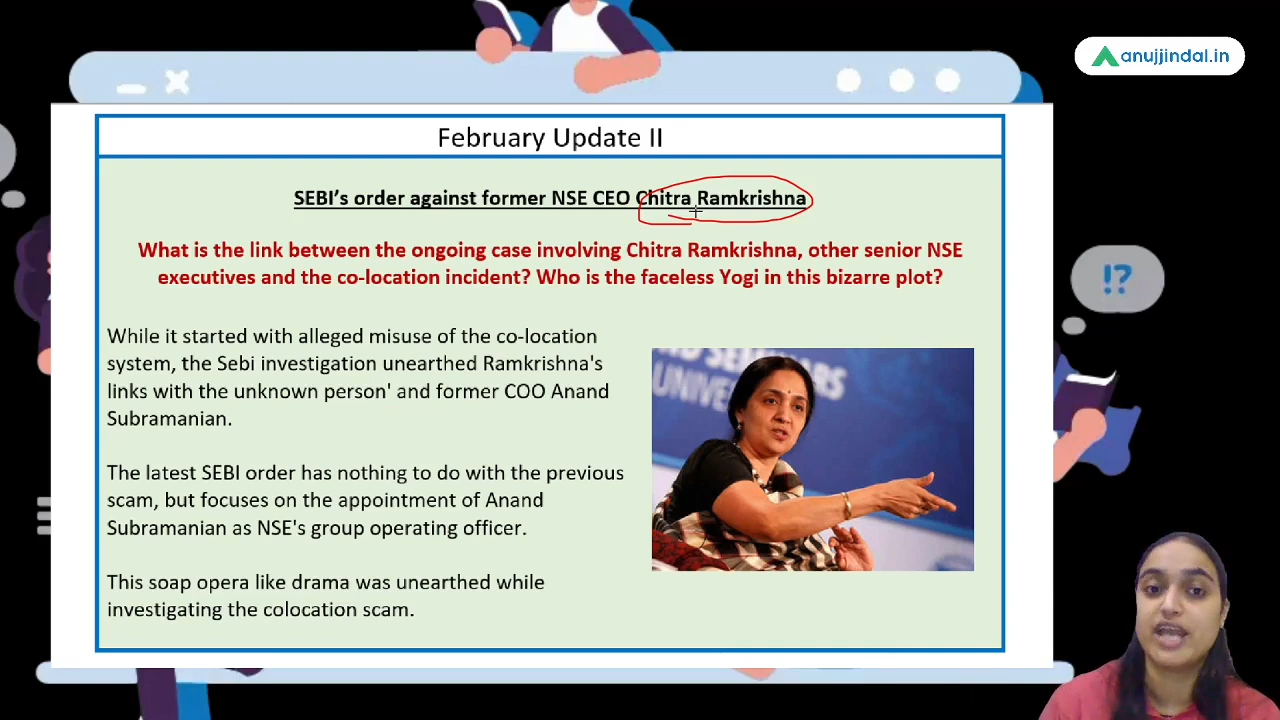 anujjindal.in
February Update II
SEBI's order against former NSE CEO Chitra Ramkrishna
What is the link between the ongoing case involving Chitra Ramkrishna, other senior NSE
executives and the co-location incident? Who is the faceless Yogi in this bizarre plot?
While it started with alleged misuse of the co-location
system, the Sebi investigation unearthed Ramkrishna's
links with the unknown person' and former COO Anand
Subramanian.
The latest SEBI order has nothing to do with the previous
scam, but focuses on the appointment of Anand
Subramanian as NSE's group operating officer.
This soap opera like drama was unearthed while
investigating the colocation scam.
!?